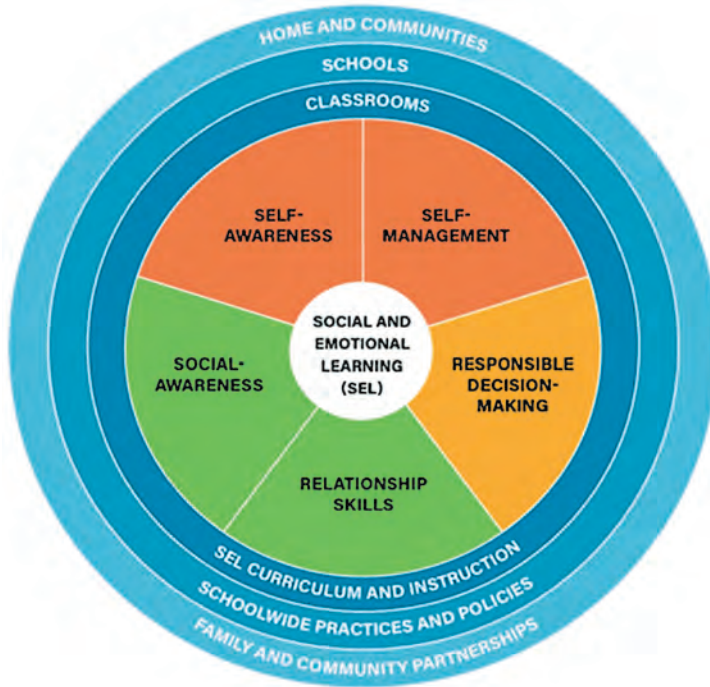 HOME AND COMMUNITIES
SCHOOLS
CLASSROOMS
SELF-
AWARENESS
SELF-
MANAGEMENT
SOCIAL AND
EMOTIONAL
LEARNING
(SEL)
SOCIAL-
AWARENESS
RESPONSIBLE
DECISION-
MAKING
RELATIONSHIP
SKILLS
SEL CURRICULUM AND INSTRUCTION
SCHOOLWIDE PRACTICES AND POLICIES
FAMILY AND COMMUNITY PARTNERSHIPS